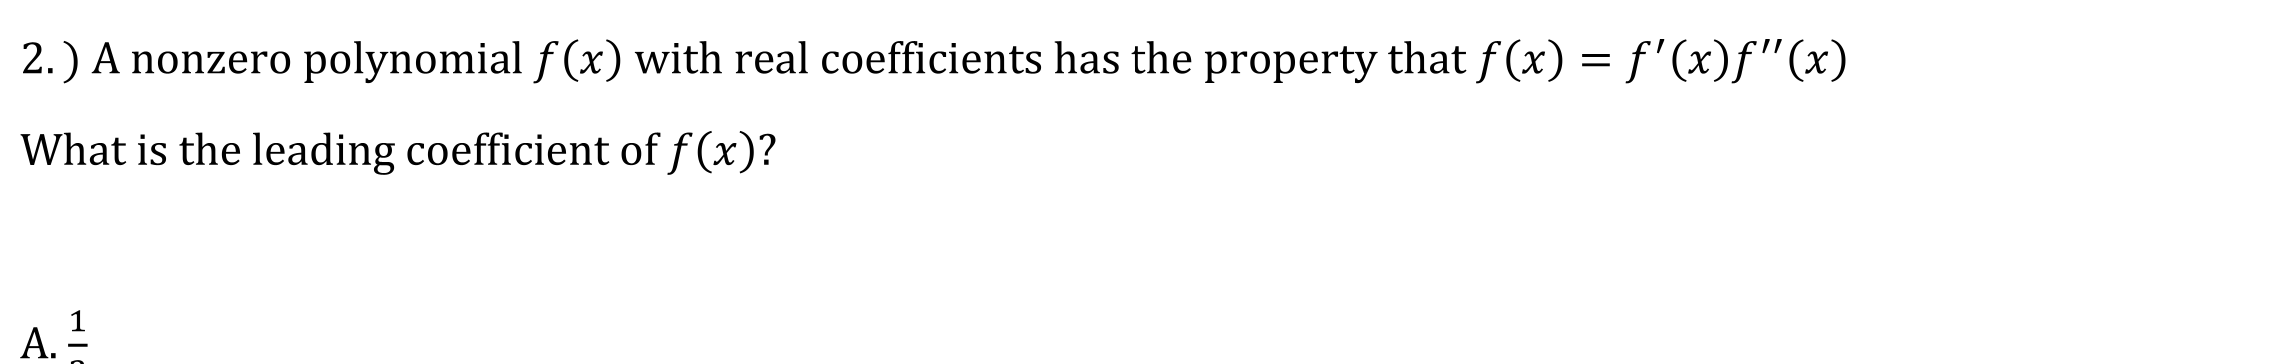 2.) A nonzero polynomial f(x) with real coefficients has the property that f(x) = f′(x)f″(x)
What is the leading coefficient of f(x)?
A. 1